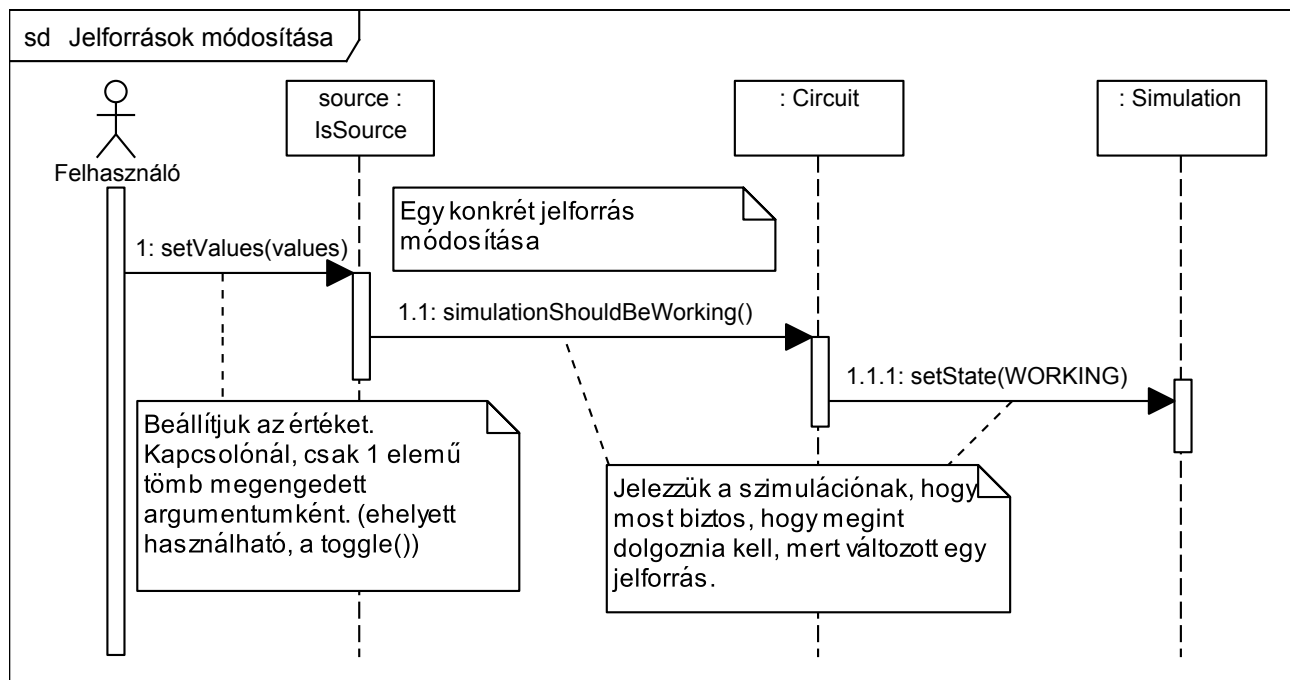 sd Jelforrások módosítása
source :
IsSource
: Circuit
: Simulation
Felhasználó
Egy konkrét jelforrás
módosítása
1: setValues(values)
1.1: simulationShouldBeWorking()
1.1.1: setState(WORKING)
Beállítjuk az értéket.
Kapcsolónál, csak 1 elemű
tömb megengedett
argumentumként. (ehelyett
használható, a toggle())
Jelezzük a szimulációnak, hogy
most biztos, hogy megint
dolgoznia kell, mert változott egy
jelforrás.